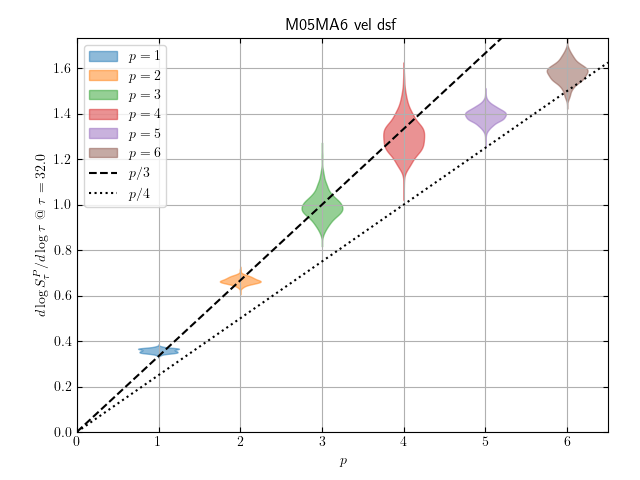 M05MA6 vel dsf
p = 1
p = 2
p = 3
p = 4
p = 5
p = 6
p/3
p/4
d log S_τ^P / d log τ @ τ = 32.0
1.6
1.4
1.2
1.0
0.8
0.6
0.4
0.2
0.0
0 1 2 3 4 5 6
p